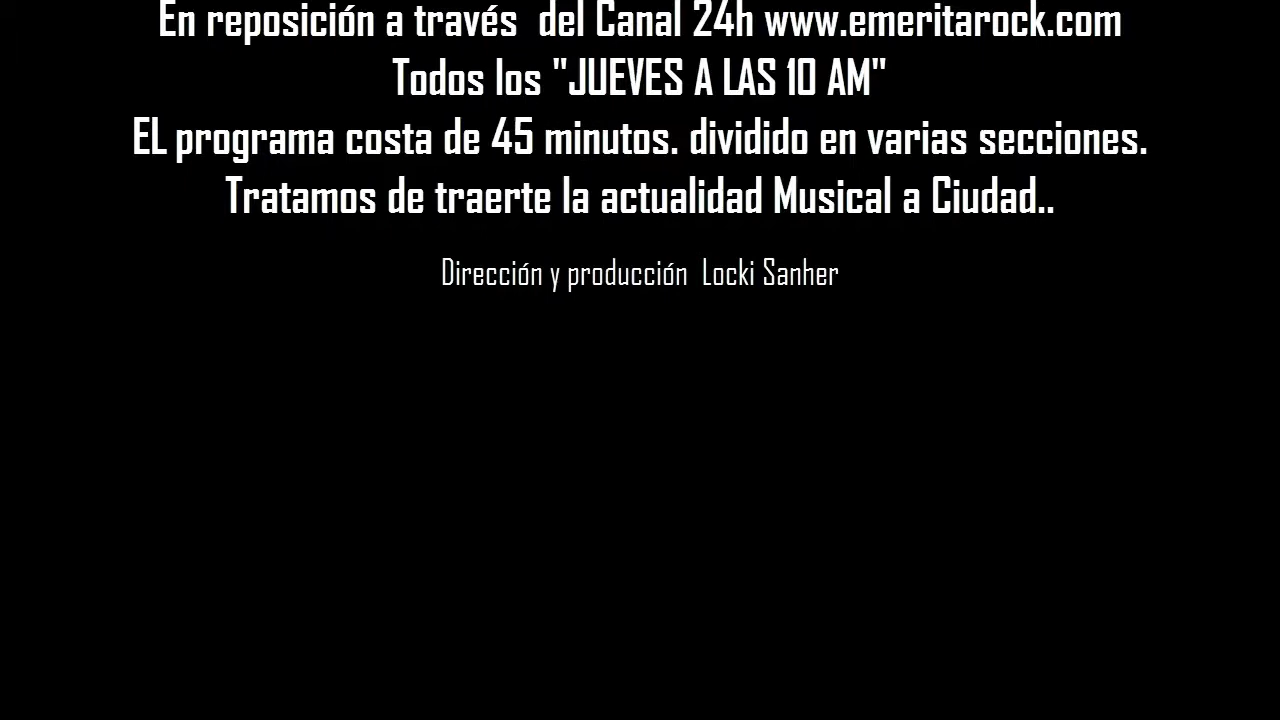 En reposición a través del Canal 24h www.emeritarock.com
Todos los "JUEVES A LAS 10 AM"
EL programa costa de 45 minutos. dividido en varias secciones.
Tratamos de traerte la actualidad Musical a Ciudad..
Dirección y producción Locki Sanher